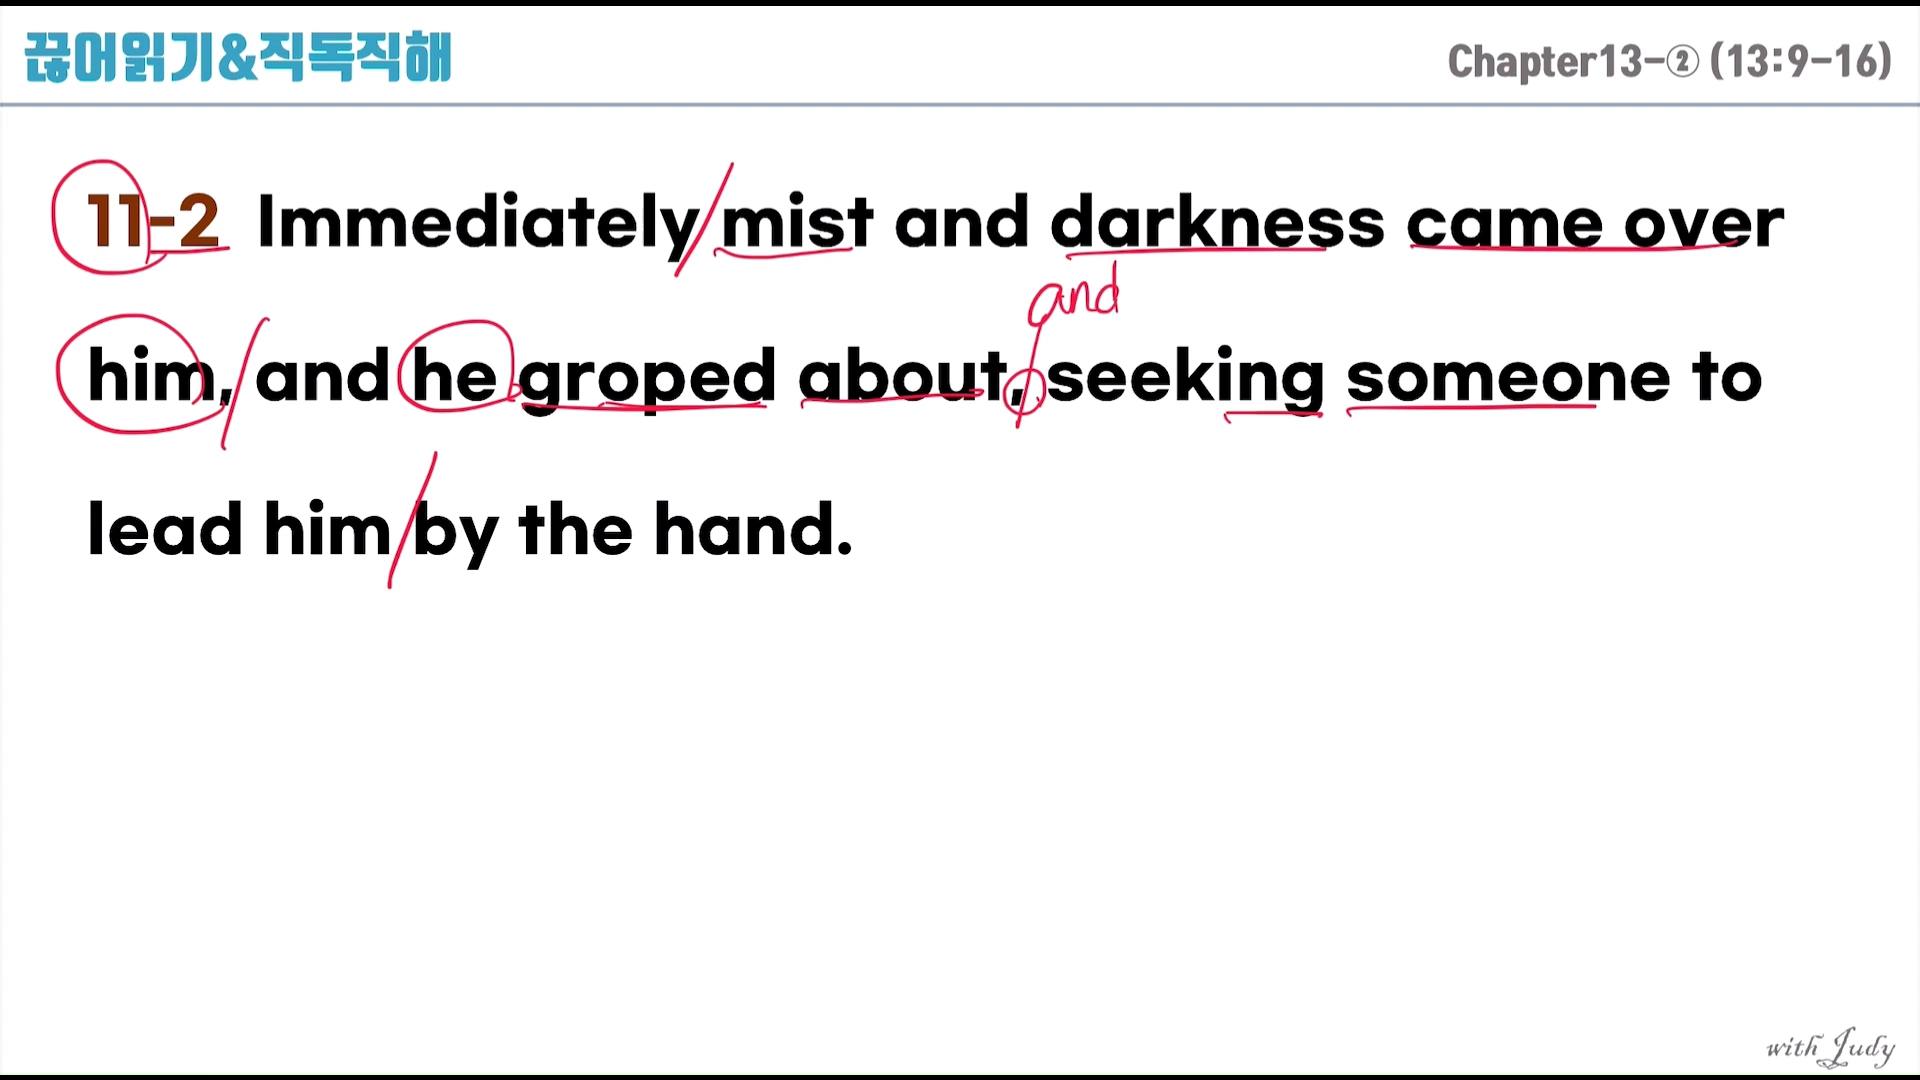 끊어읽기&직독직해
Chapter13-② (13:9-16)
11-2 Immediately/mist and darkness came over
and
him,/and he groped about,/seeking someone to
lead him/by the hand.
with Judy